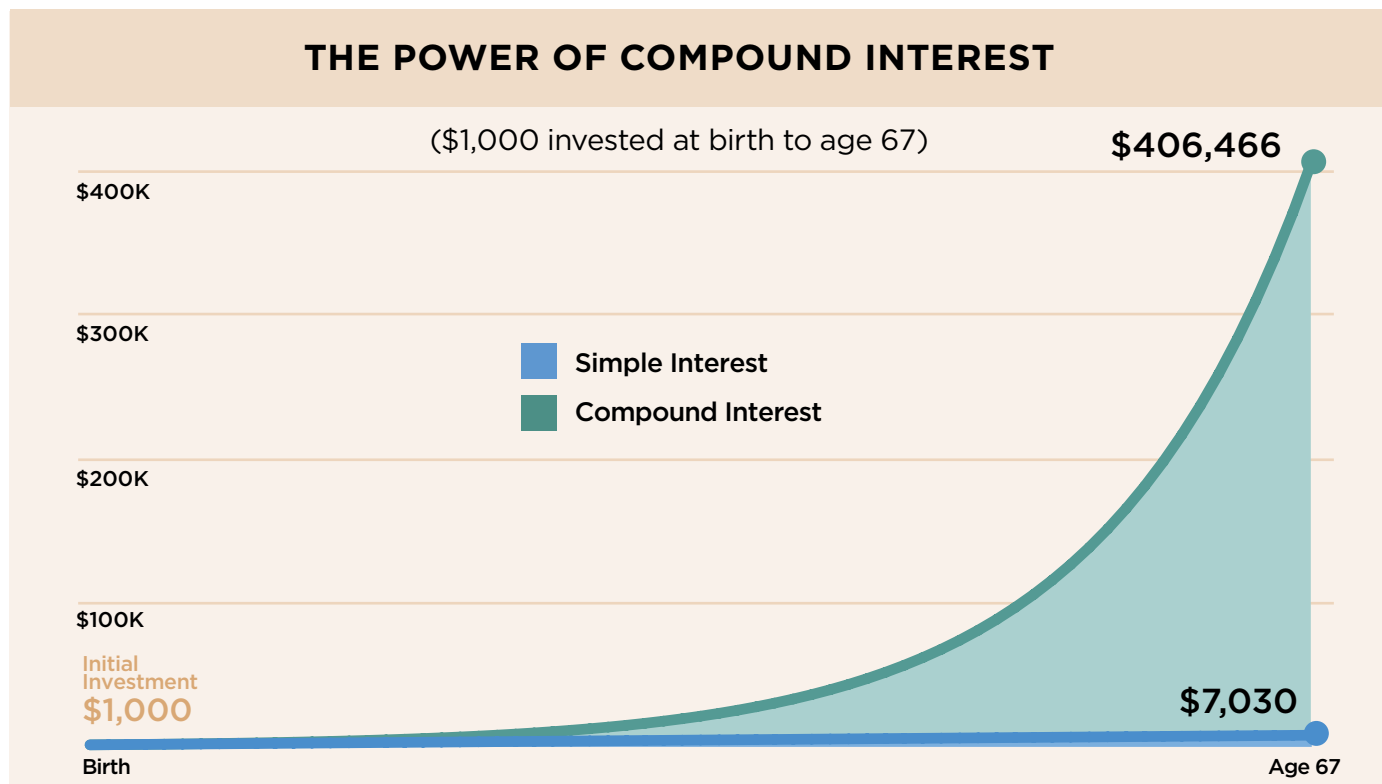 THE POWER OF COMPOUND INTEREST
($1,000 invested at birth to age 67)
$406,466
$400K
$300K
Simple Interest
Compound Interest
$200K
$100K
Initial
Investment
$1,000
$7,030
Birth
Age 67